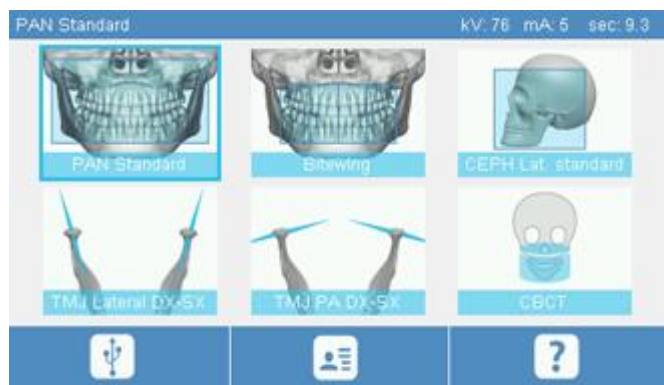 PAN Standard kV: 76 mA: 5 sec: 9.3
PAN Standard
Bitewing
CEPH Lat. standard
TMJ Lateral DX-SX
TMJ PA DX-SX
CBCT
?